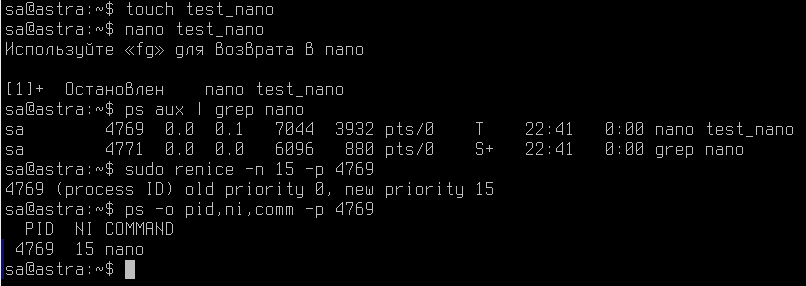 sa@astra:~$ touch test_nano
sa@astra:~$ nano test_nano
Используйте «fg» для возврата в nano
[1]+  Остановлен    nano test_nano
sa@astra:~$ ps aux | grep nano
sa        4769  0.0  0.1   7044  3932 pts/0    T    22:41   0:00 nano test_nano
sa        4771  0.0  0.0   6096   880 pts/0    S+   22:41   0:00 grep nano
sa@astra:~$ sudo renice -n 15 -p 4769
4769 (process ID) old priority 0, new priority 15
sa@astra:~$ ps -o pid,ni,comm -p 4769
  PID  NI COMMAND
 4769  15 nano
sa@astra:~$